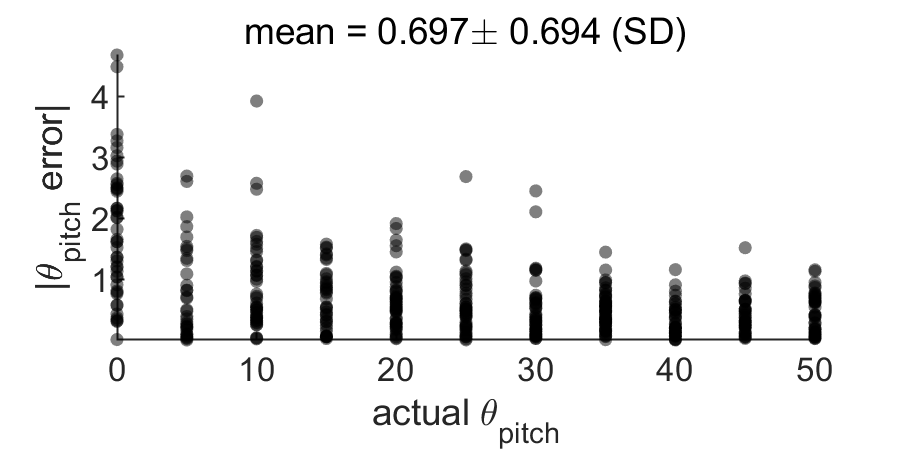 mean = 0.697± 0.694 (SD)
|θpitch error|
4
3
2
1
0 10 20 30 40 50
actual θpitch